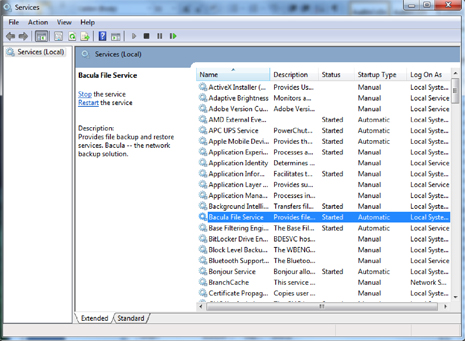 Services
File Action View Help
Services (Local)
Services (Local)
Bacula File Service
Stop the service
Restart the service
Description:
Provides file backup and restore
services. Bacula -- the network
backup solution.
Name Description Status Startup Type Log On As
ActiveX Installer (... Provides Us... Manual Local Syste...
Adaptive Brightness Monitors a... Manual Local Service
Adobe Version Cu... Adobe Versi... Manual Local Syste...
AMD External Eve... Started Automatic Local Syste...
APC UPS Service PowerChut... Started Automatic Local Syste...
Apple Mobile Devi... Provides th... Started Automatic Local Syste...
Application Experi... Processes a... Started Manual Local Syste...
Application Identity Determines ... Manual Local Service
Application Infor... Facilitates t... Started Manual Local Syste...
Application Layer ... Provides su... Manual Local Service
Application Mana... Processes in... Manual Local Syste...
Background Intelli... Transfers fil... Started Manual Local Syste...
Bacula File Service Provides file... Started Automatic Local Syste...
Base Filtering Engi... The Base Fil... Started Automatic Local Service
BitLocker Drive En... BDESVC hos... Manual Local Syste...
Block Level Backu... The WBENG... Manual Local Syste...
Bluetooth Support... The Bluetoo... Manual Local Service
Bonjour Service Bonjour allo... Started Automatic Local Syste...
BranchCache This service ... Manual Network S...
Certificate Propag... Copies user ... Manual Local Syste...
Extended Standard